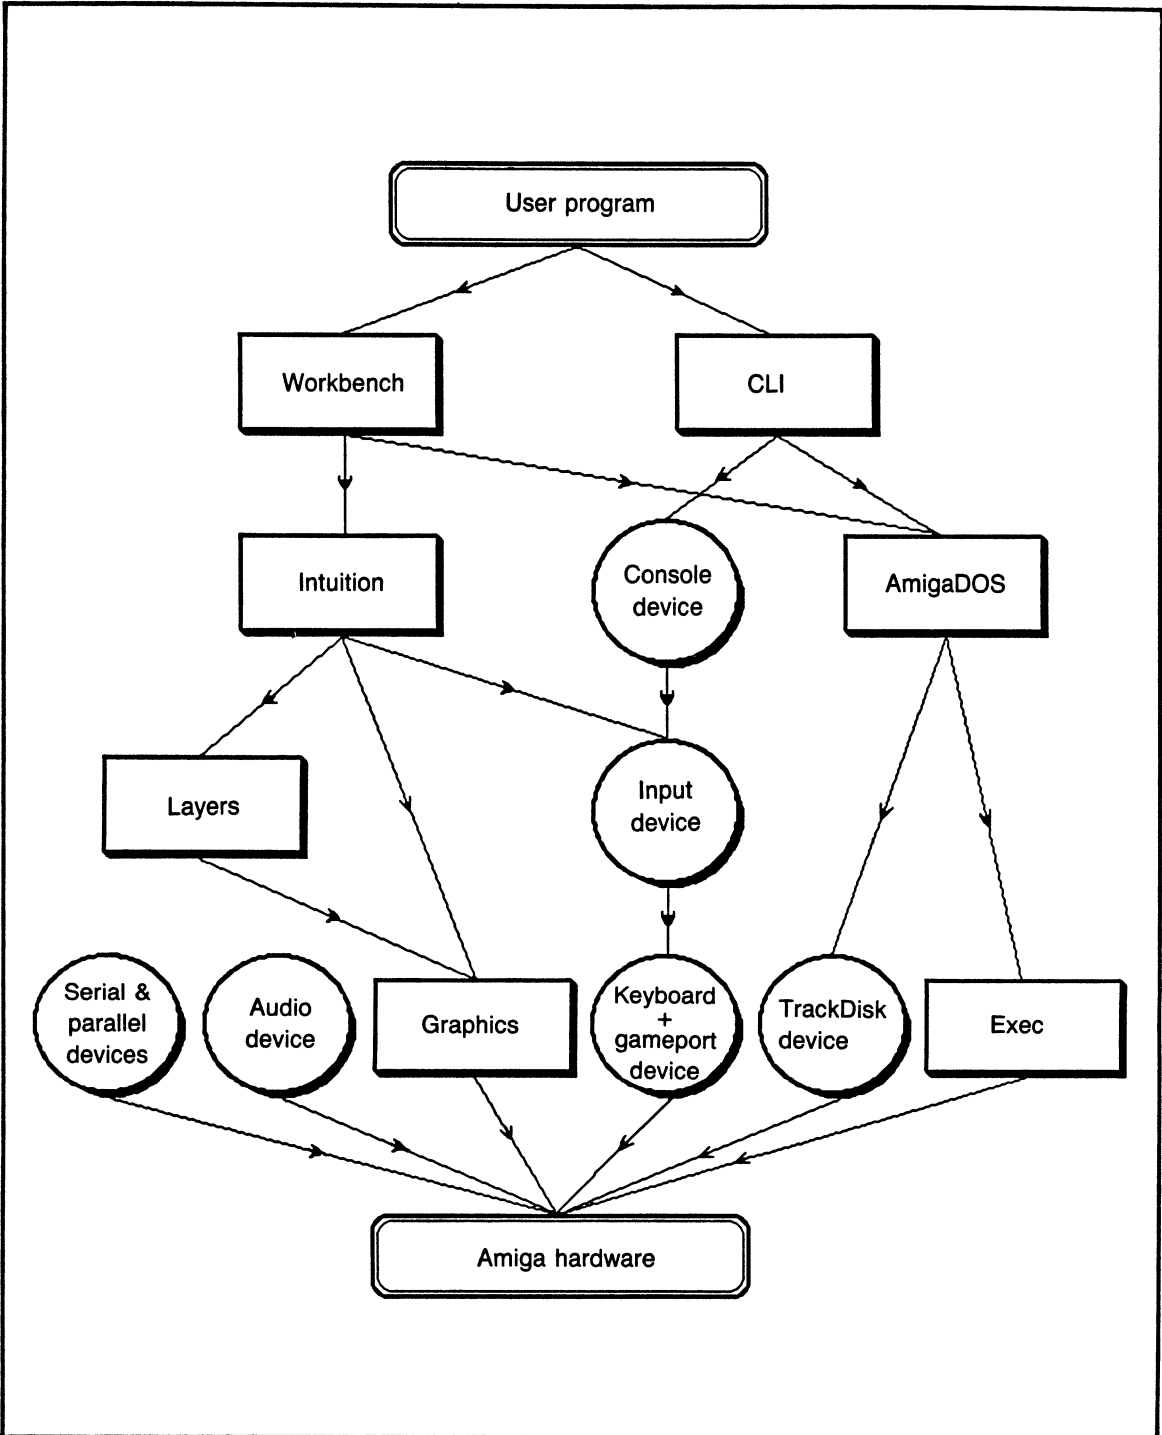 User program
Workbench
CLI
Intuition
Console
device
AmigaDOS
Layers
Input
device
Serial &
parallel
devices
Audio
device
Graphics
Keyboard
+
gameport
device
TrackDisk
device
Exec
Amiga hardware